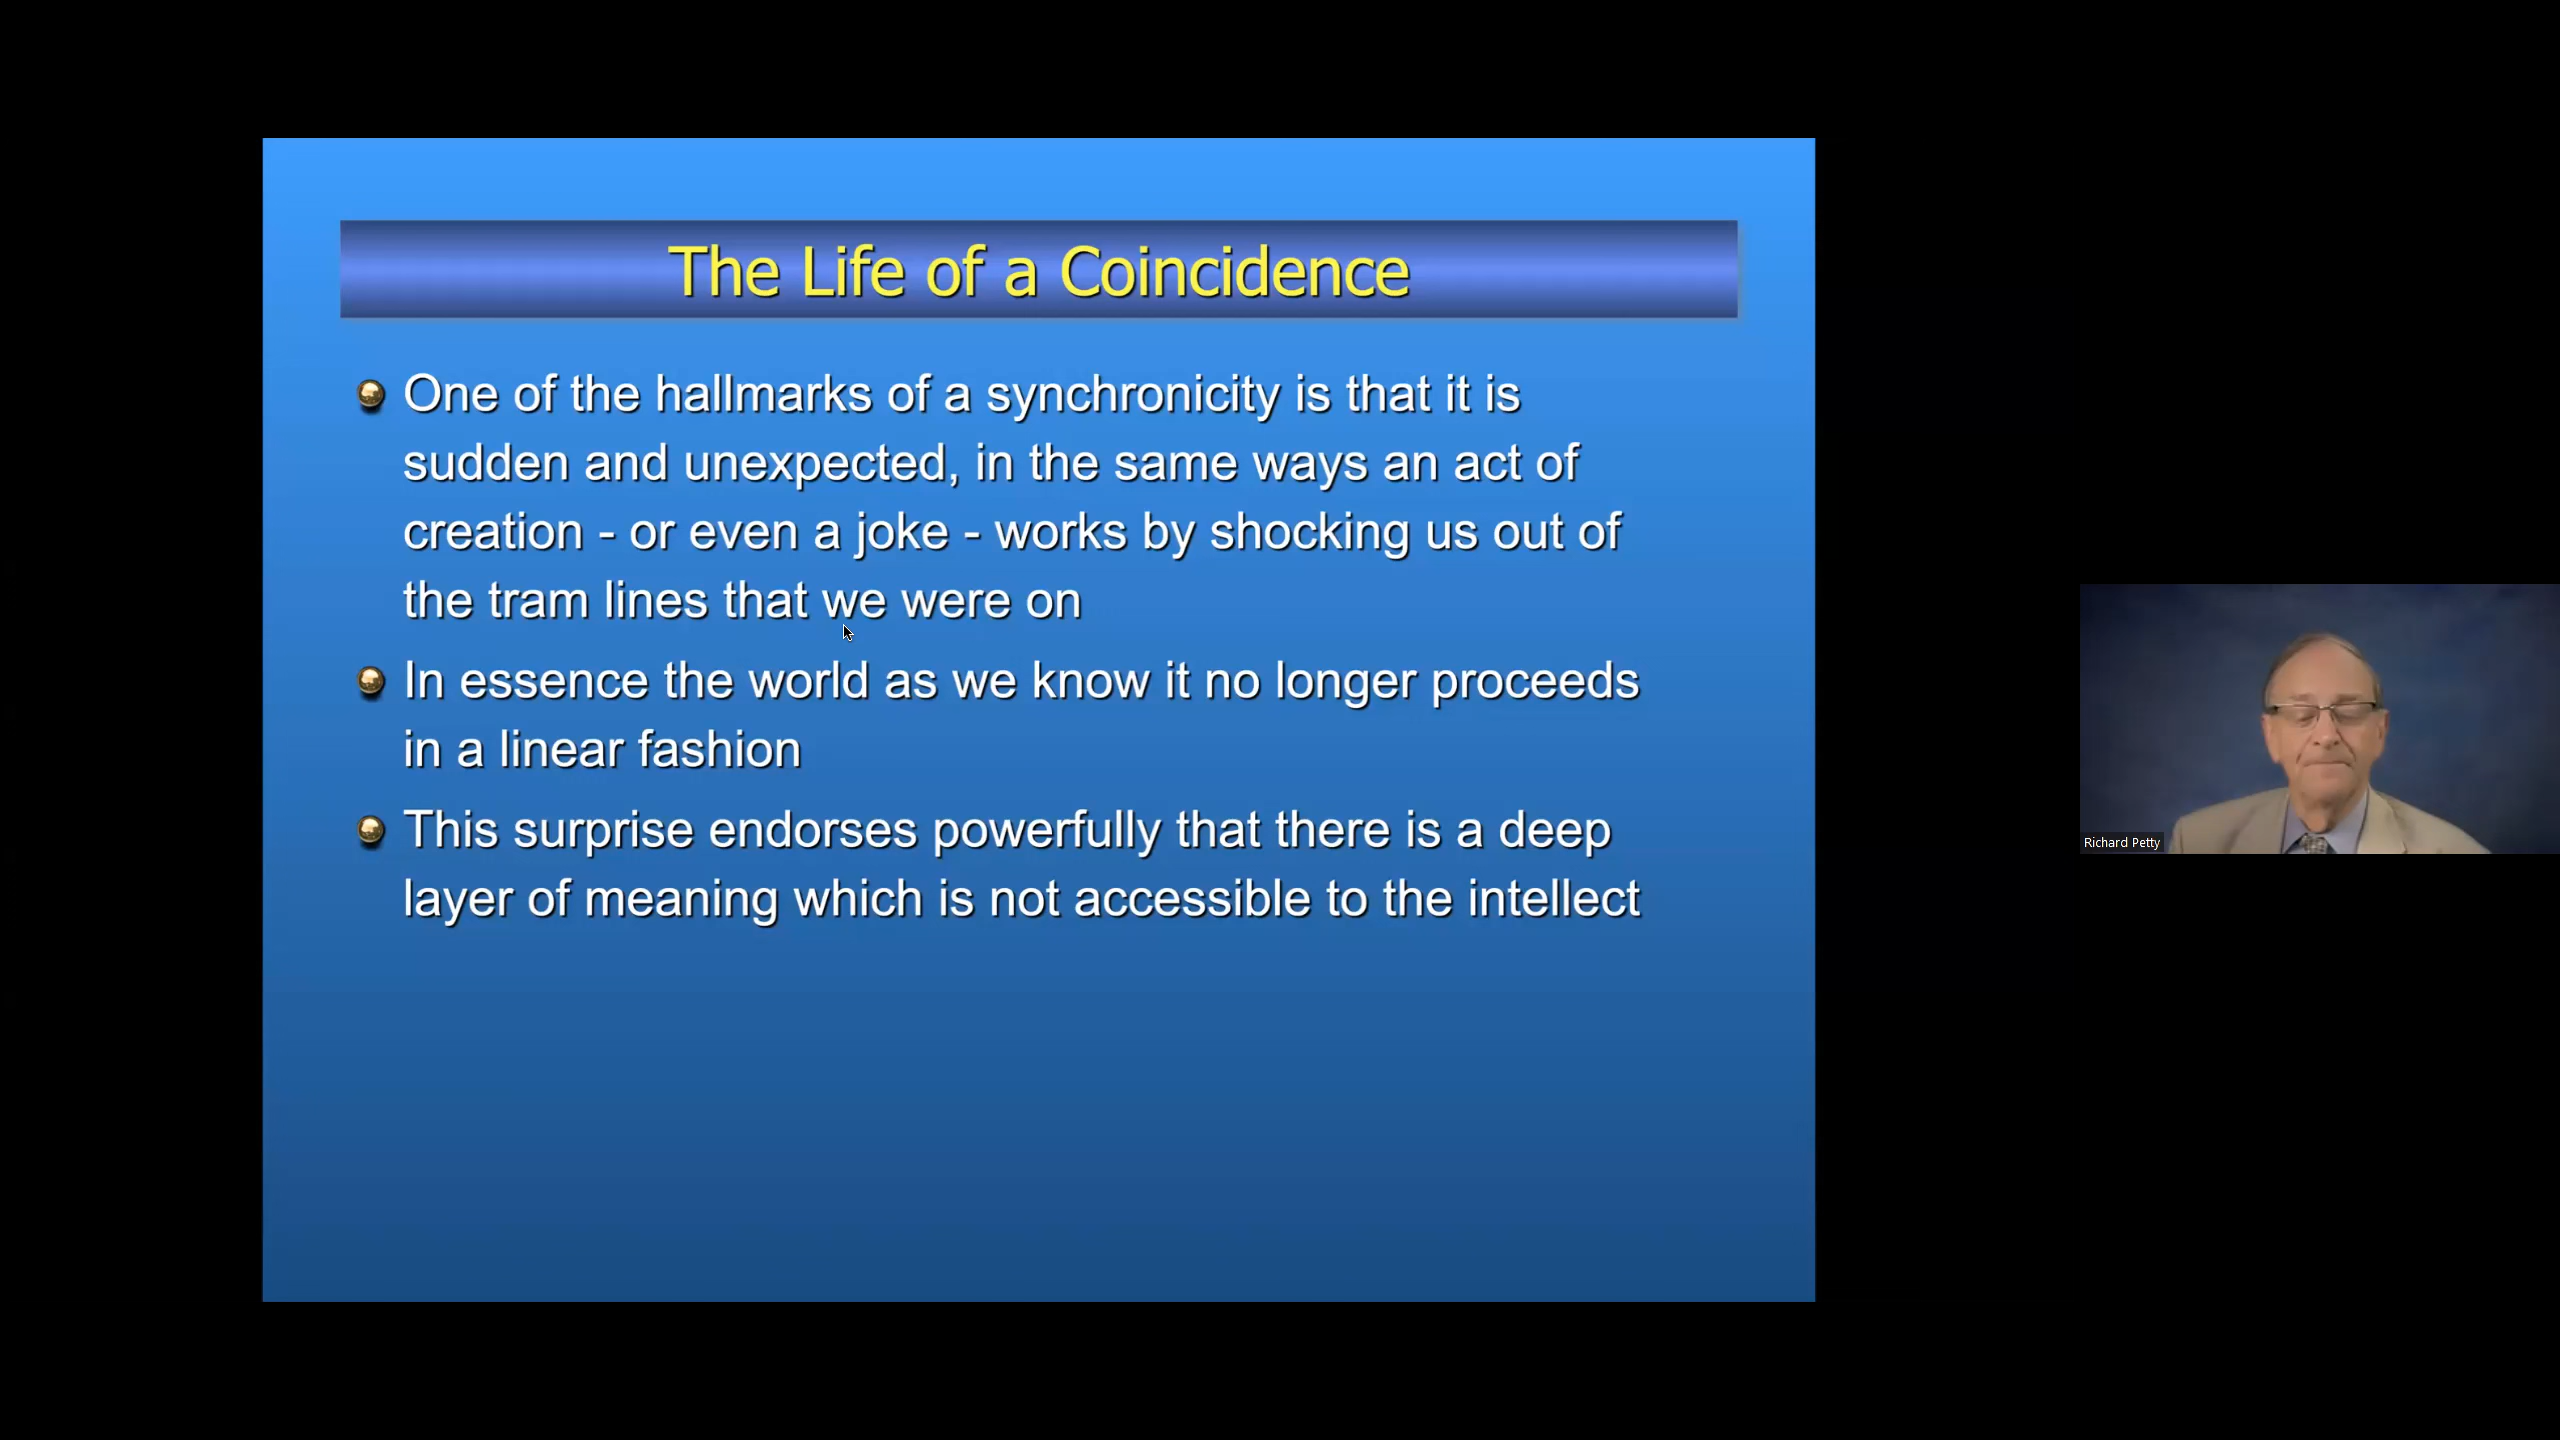 The Life of a Coincidence
One of the hallmarks of a synchronicity is that it is
sudden and unexpected, in the same ways an act of
creation - or even a joke - works by shocking us out of
the tram lines that we were on
In essence the world as we know it no longer proceeds
in a linear fashion
This surprise endorses powerfully that there is a deep
layer of meaning which is not accessible to the intellect
Richard Petty